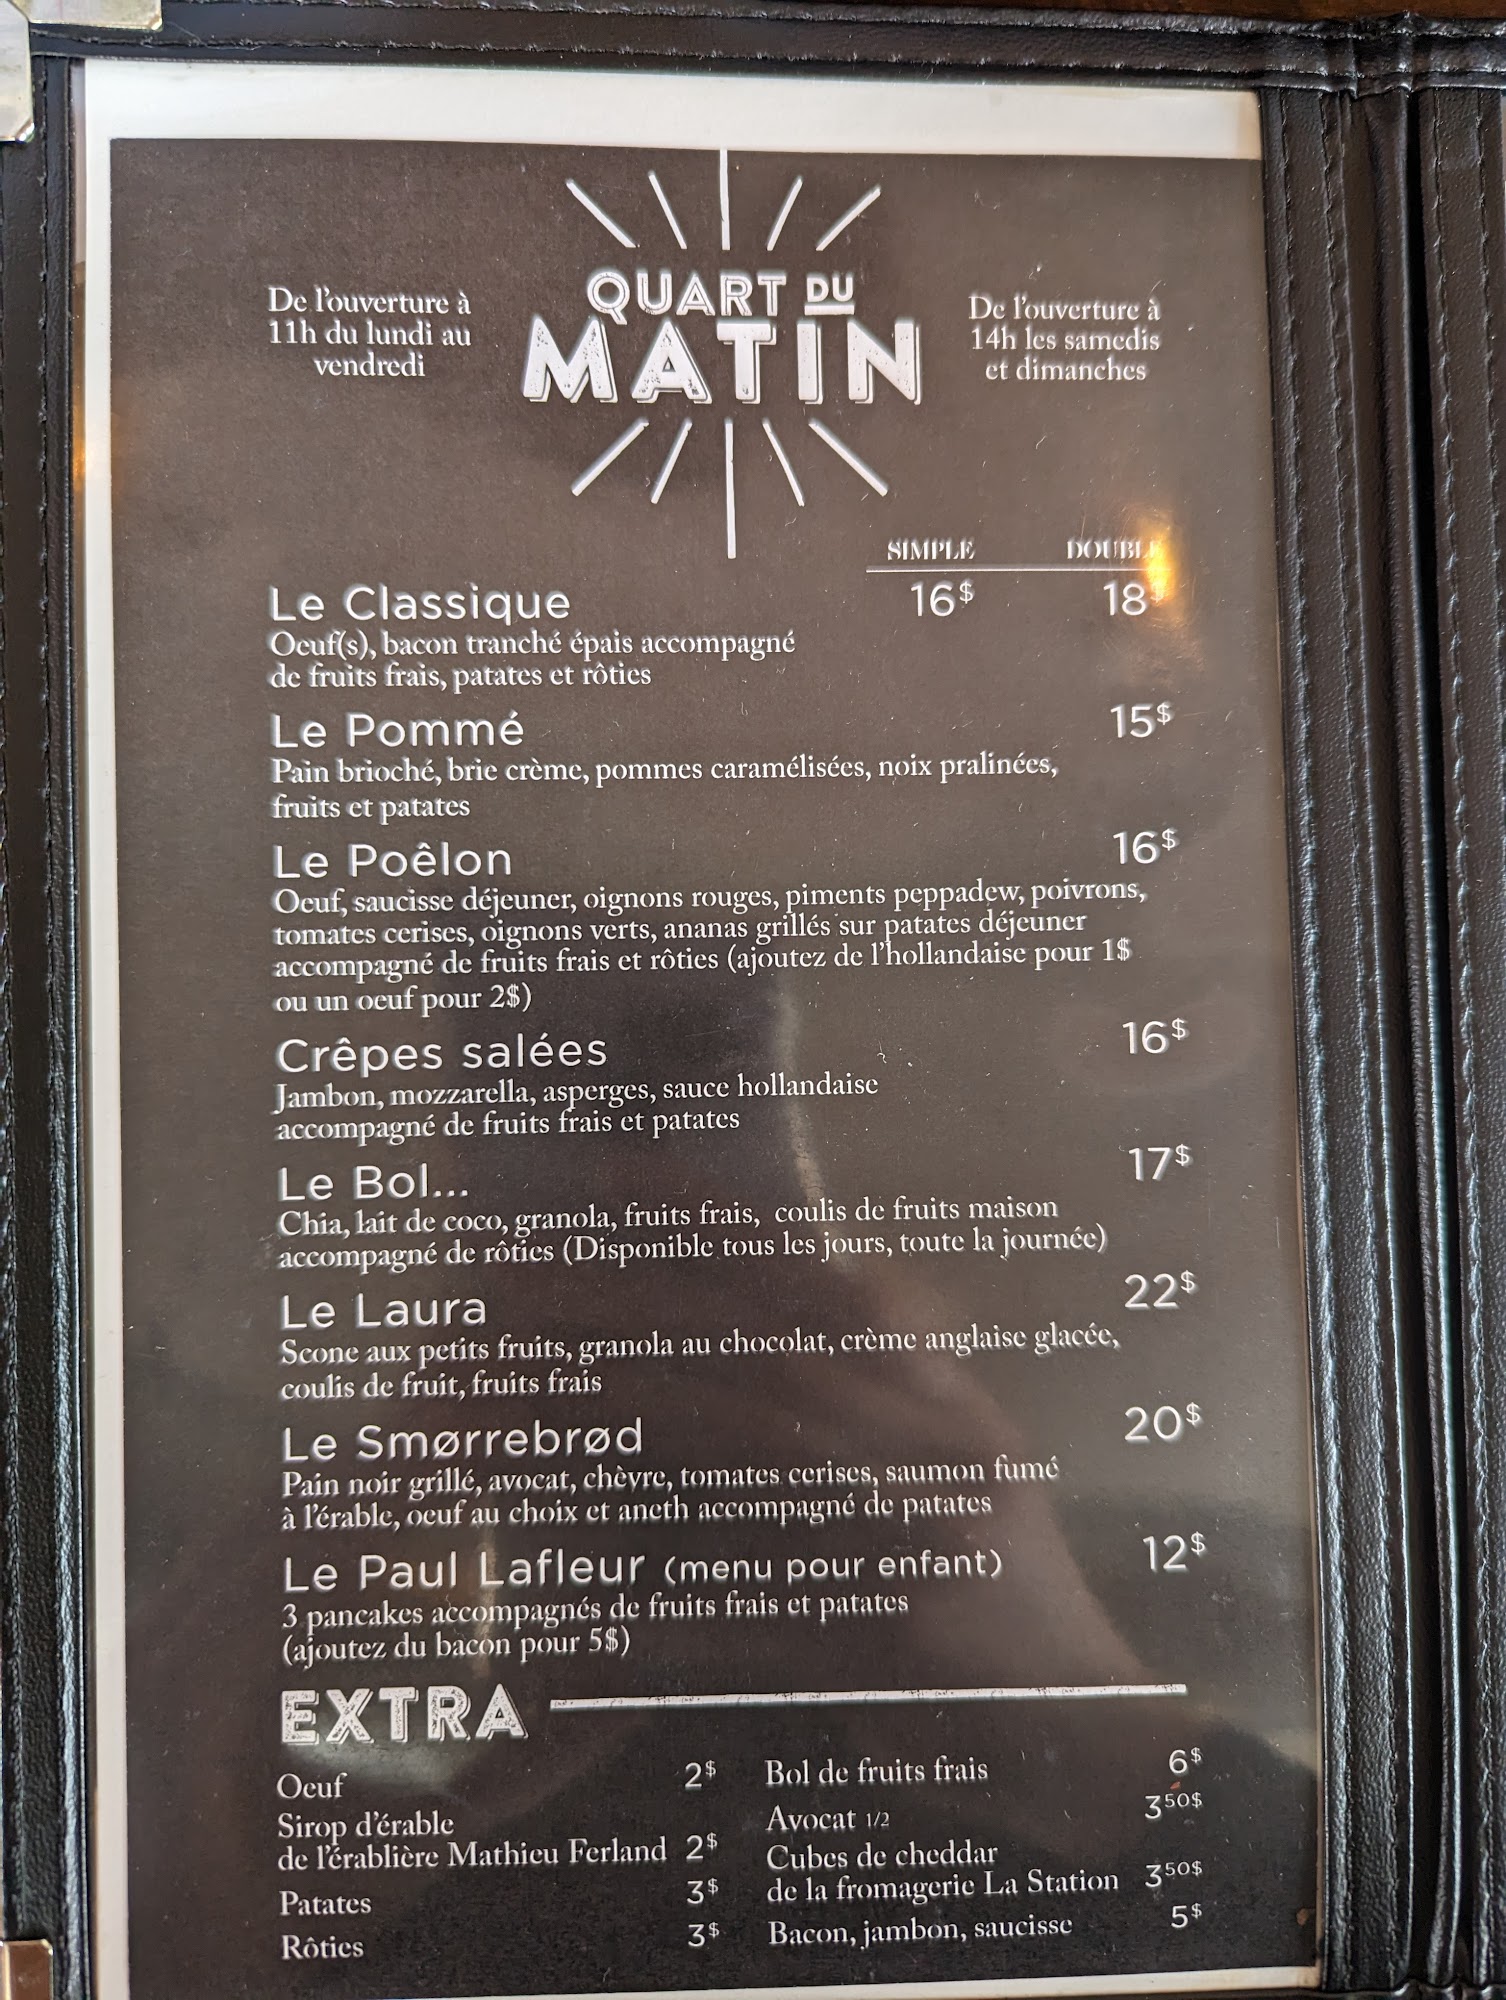 De l'ouverture à
11h du lundi au
vendredi
QUART DU
MATIN
De l'ouverture à
14h les samedis
et dimanches
SIMPLE DOUBLE
Le Classique 16$ 18$
Oeuf(s), bacon tranché épais accompagné
de fruits frais, patates et rôties
Le Pommé 15$
Pain brioché, brie crème, pommes caramélisées, noix pralinées,
fruits et patates
Le Poêlon 16$
Oeuf, saucisse déjeuner, oignons rouges, piments peppadew, poivrons,
tomates cerises, oignons verts, ananas grillés sur patates déjeuner
accompagné de fruits frais et rôties (ajoutez de l'hollandaise pour 1$
ou un oeuf pour 2$)
Crêpes salées 16$
Jambon, mozzarella, asperges, sauce hollandaise
accompagné de fruits frais et patates
Le Bol... 17$
Chia, lait de coco, granola, fruits frais, coulis de fruits maison
accompagné de rôties (Disponible tous les jours, toute la journée)
Le Laura 22$
Scone aux petits fruits, granola au chocolat, crème anglaise glacée,
coulis de fruit, fruits frais
Le Smørrebrød 20$
Pain noir grillé, avocat, chèvre, tomates cerises, saumon fumé
à l'érable, oeuf au choix et aneth accompagné de patates
Le Paul Lafleur (menu pour enfant) 12$
3 pancakes accompagnés de fruits frais et patates
(ajoutez du bacon pour 5$)
EXTRA
Oeuf 2$
Sirop d'érable
de l'érablière Mathieu Ferland 2$
Patates 3$
Rôties 3$
Bol de fruits frais 6$
Avocat 1/2 3 50$
Cubes de cheddar
de la fromagerie La Station 3 50$
Bacon, jambon, saucisse 5$